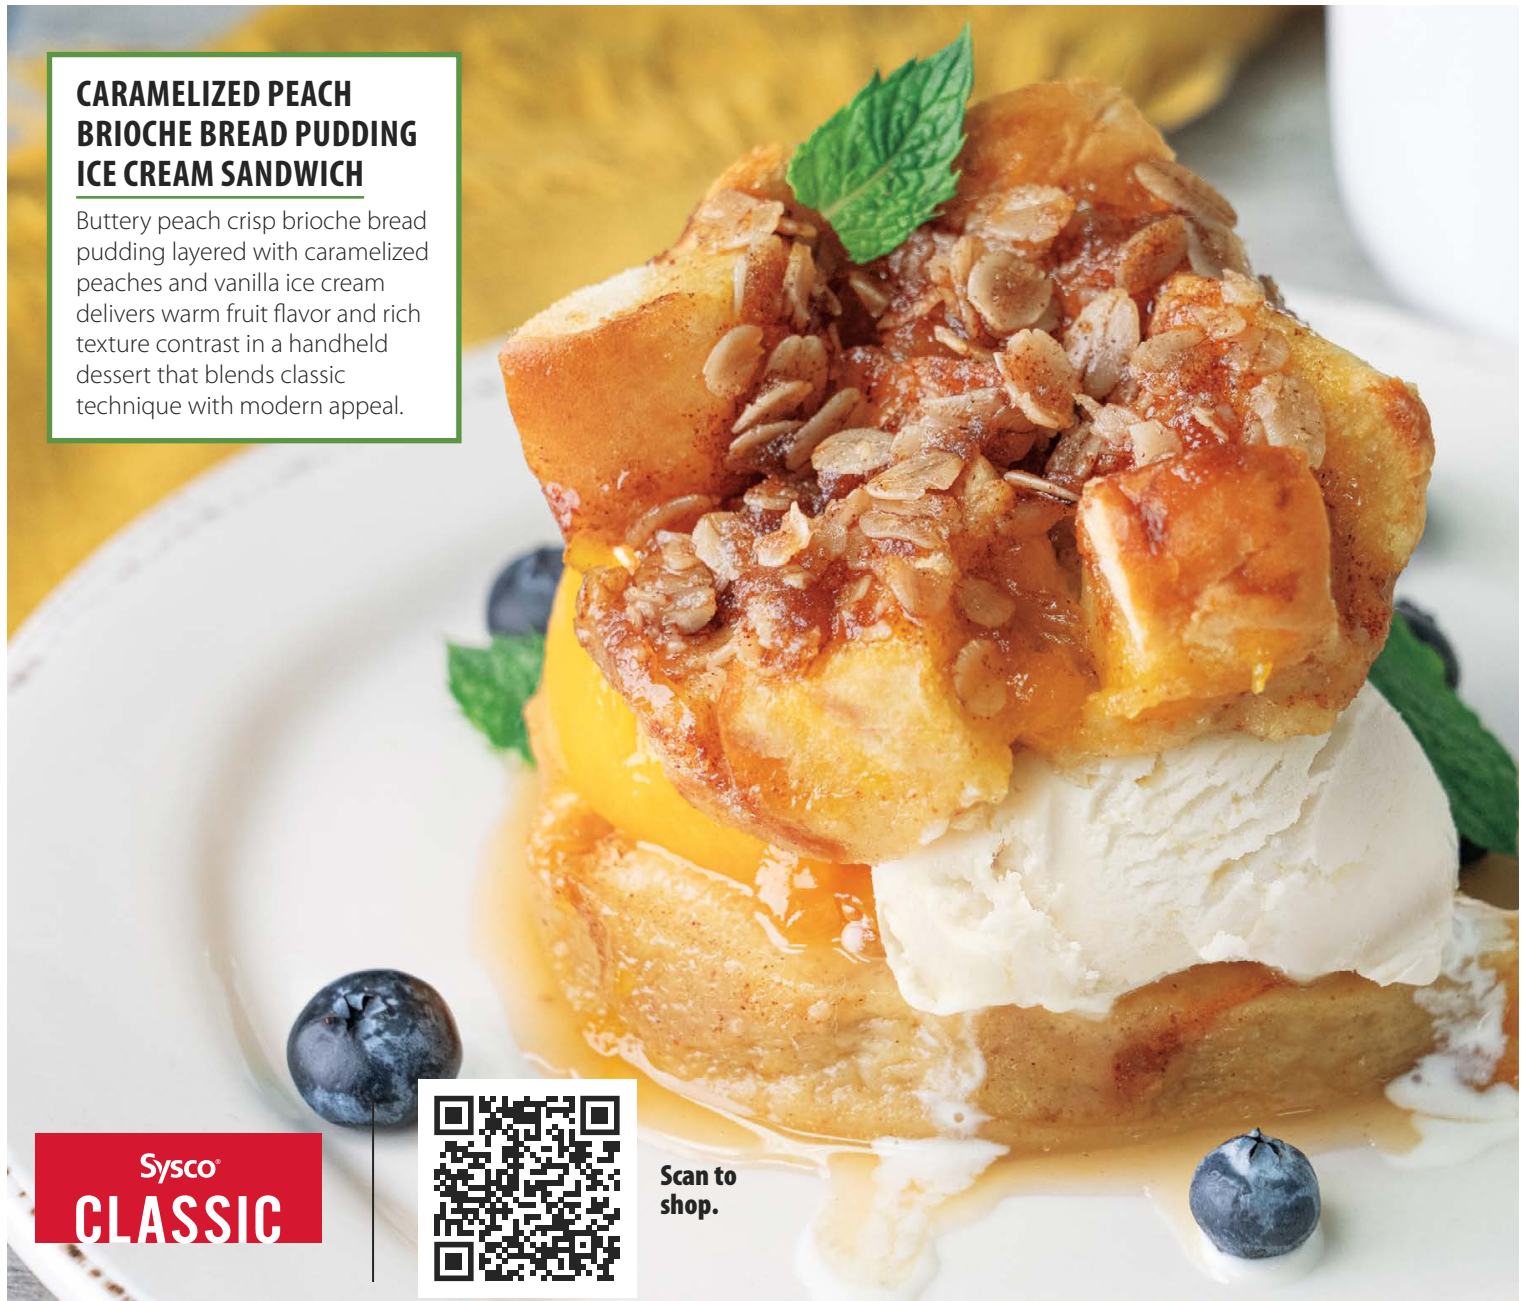 CARAMELIZED PEACH
BRIOCHE BREAD PUDDING
ICE CREAM SANDWICH
Buttery peach crisp brioche bread
pudding layered with caramelized
peaches and vanilla ice cream
delivers warm fruit flavor and rich
texture contrast in a handheld
dessert that blends classic
technique with modern appeal.
Sysco®
CLASSIC
Scan to
shop.